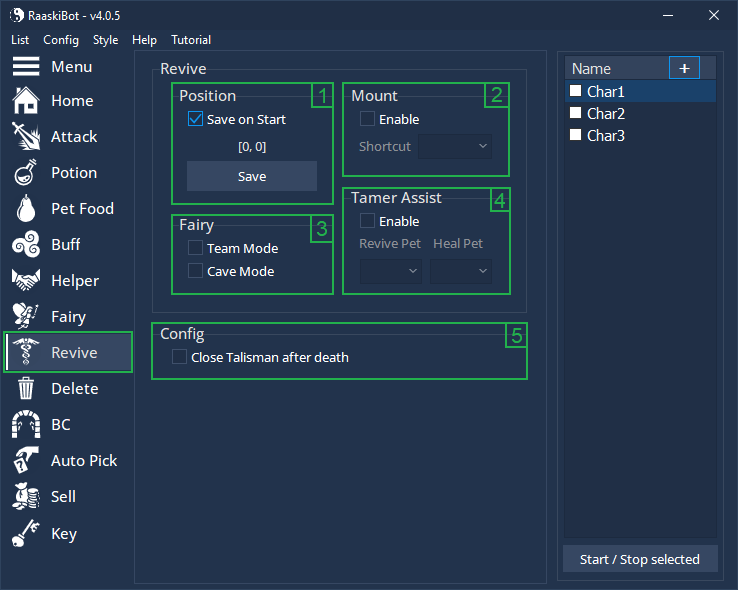 RaaskiBot - v4.0.5
List Config Style Help Tutorial
Menu
Home
Attack
Potion
Pet Food
Buff
Helper
Fairy
Revive
Delete
BC
Auto Pick
Sell
Key
Revive
Position 1
Save on Start
[0, 0]
Save
Mount 2
Enable
Shortcut
Fairy 3
Team Mode
Cave Mode
Tamer Assist 4
Enable
Revive Pet Heal Pet
Config 5
Close Talisman after death
Name +
Char1
Char2
Char3
Start / Stop selected